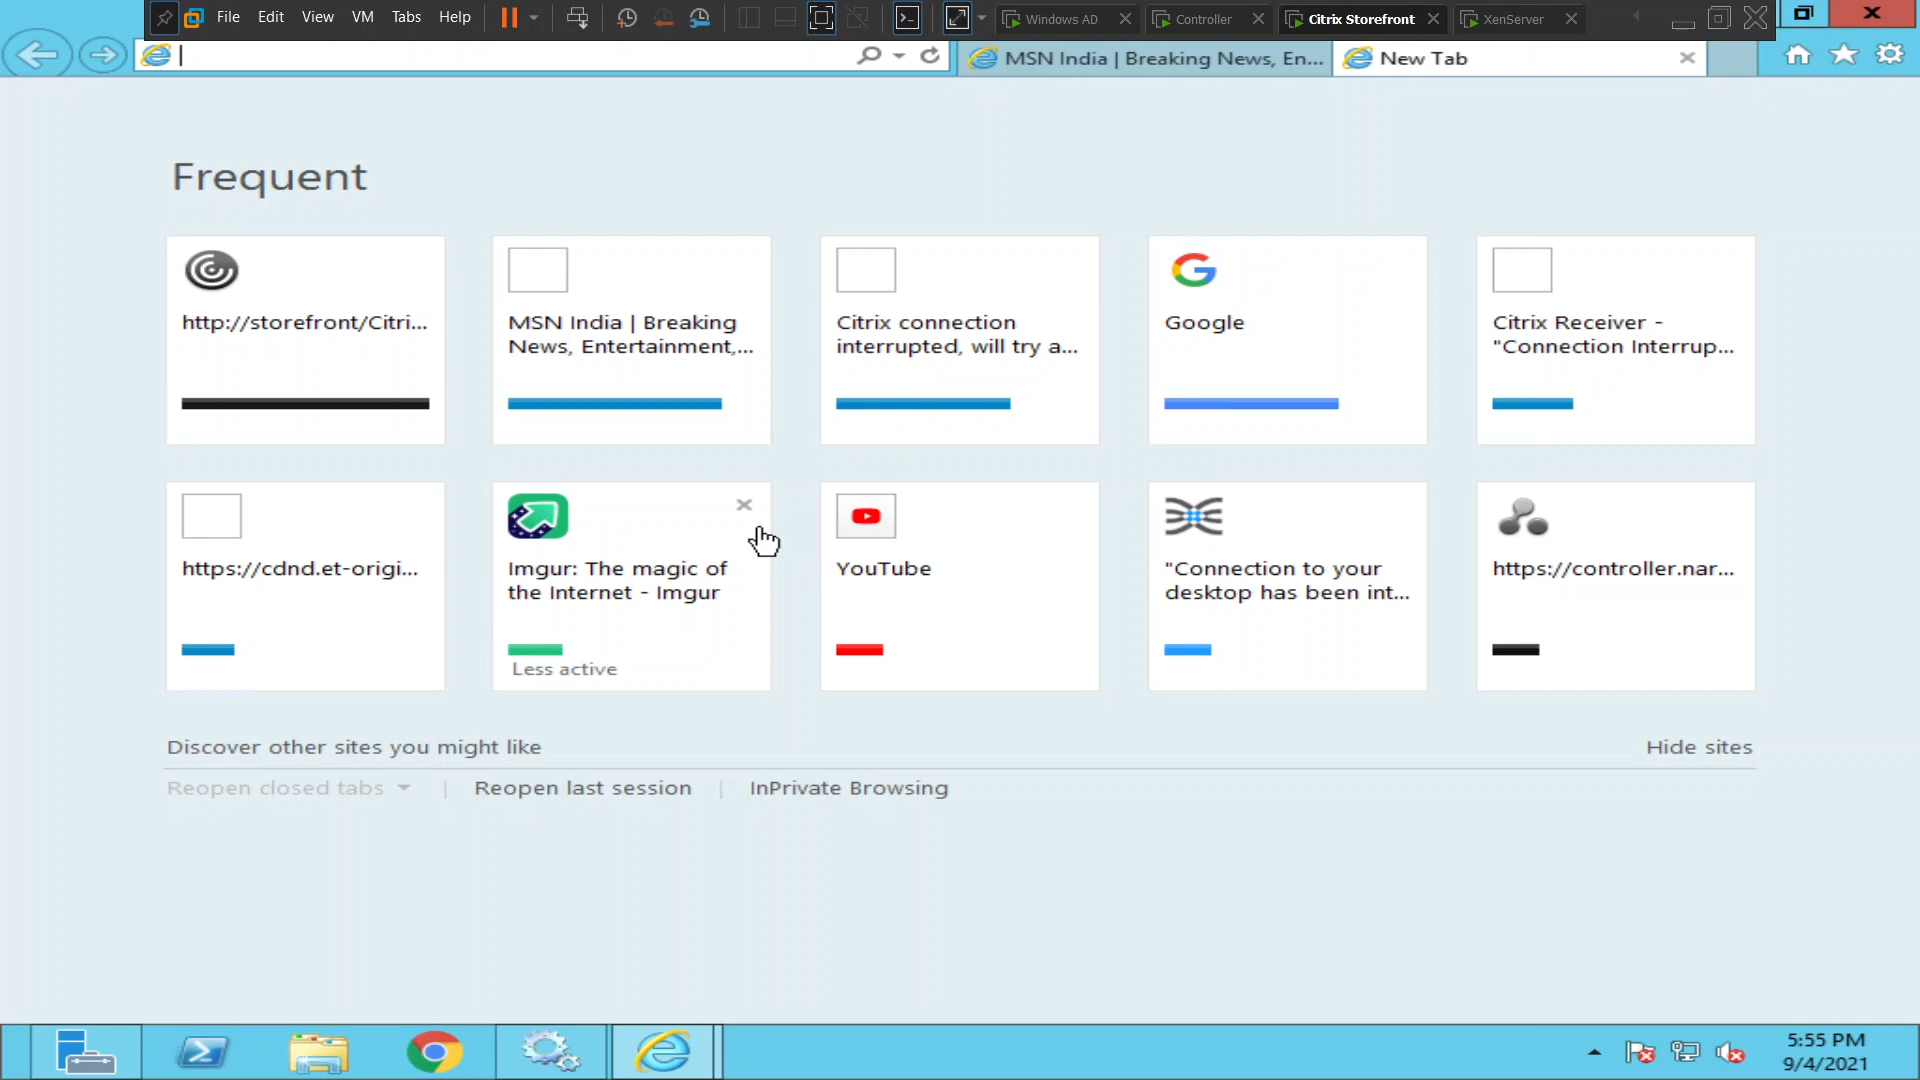 File Edit View VM Tabs Help
Windows AD
Controller
Citrix Storefront
XenServer
MSN India | Breaking News, En...
New Tab
Frequent
http://storefront/Citri...
MSN India | Breaking
News, Entertainment,...
Citrix connection
interrupted, will try a...
Google
Citrix Receiver -
"Connection Interrup...
https://cdnd.et-origi...
Imgur: The magic of
the Internet - Imgur
Less active
YouTube
"Connection to your
desktop has been int...
https://controller.nar...
Discover other sites you might like
Hide sites
Reopen closed tabs | Reopen last session | InPrivate Browsing
5:55 PM
9/4/2021